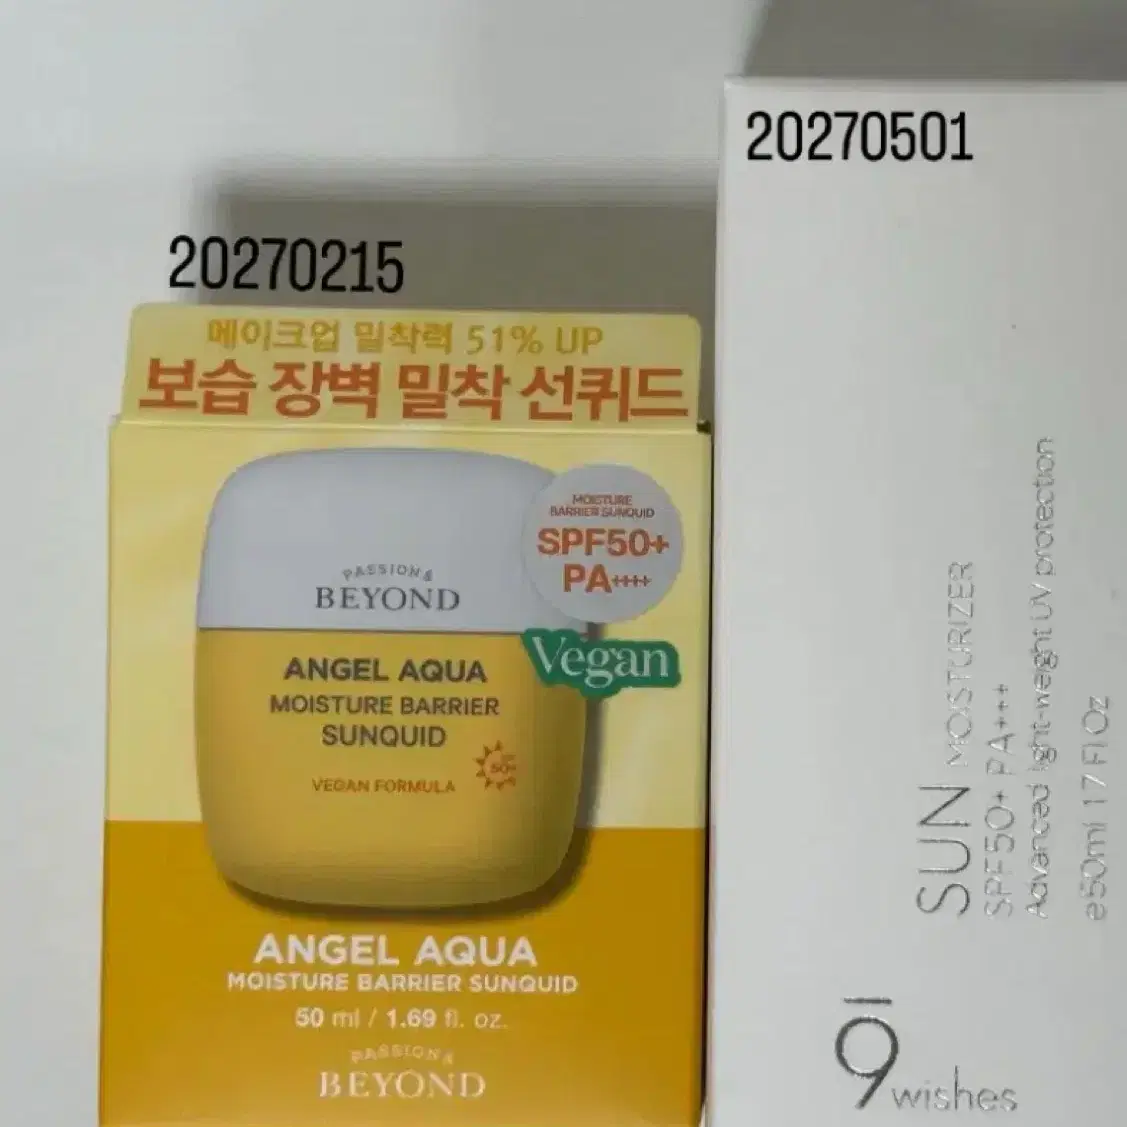 20270501
20270215
메이크업 밀착력 51% UP
보습 장벽 밀착 선퀴드
MOISTURE
BARRIER SUNQUID
SPF50+
PA++++
PASSION &
BEYOND
Vegan
ANGEL AQUA
MOISTURE BARRIER
SUNQUID
50+
VEGAN FORMULA
ANGEL AQUA
MOISTURE BARRIER SUNQUID
50 ml / 1.69 fl. oz.
PASSION &
BEYOND
SUN MOISTURIZER
SPF50+ PA+++
Advanced light-weight UV protection
e50ml 1.7 Fl Oz
9wishes